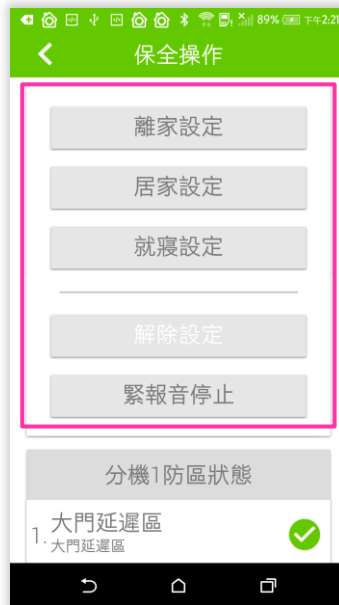 89% 下午2:21
保全操作
離家設定
居家設定
就寢設定
解除設定
緊報音停止
分機1防區狀態
1. 大門延遲區
大門延遲區